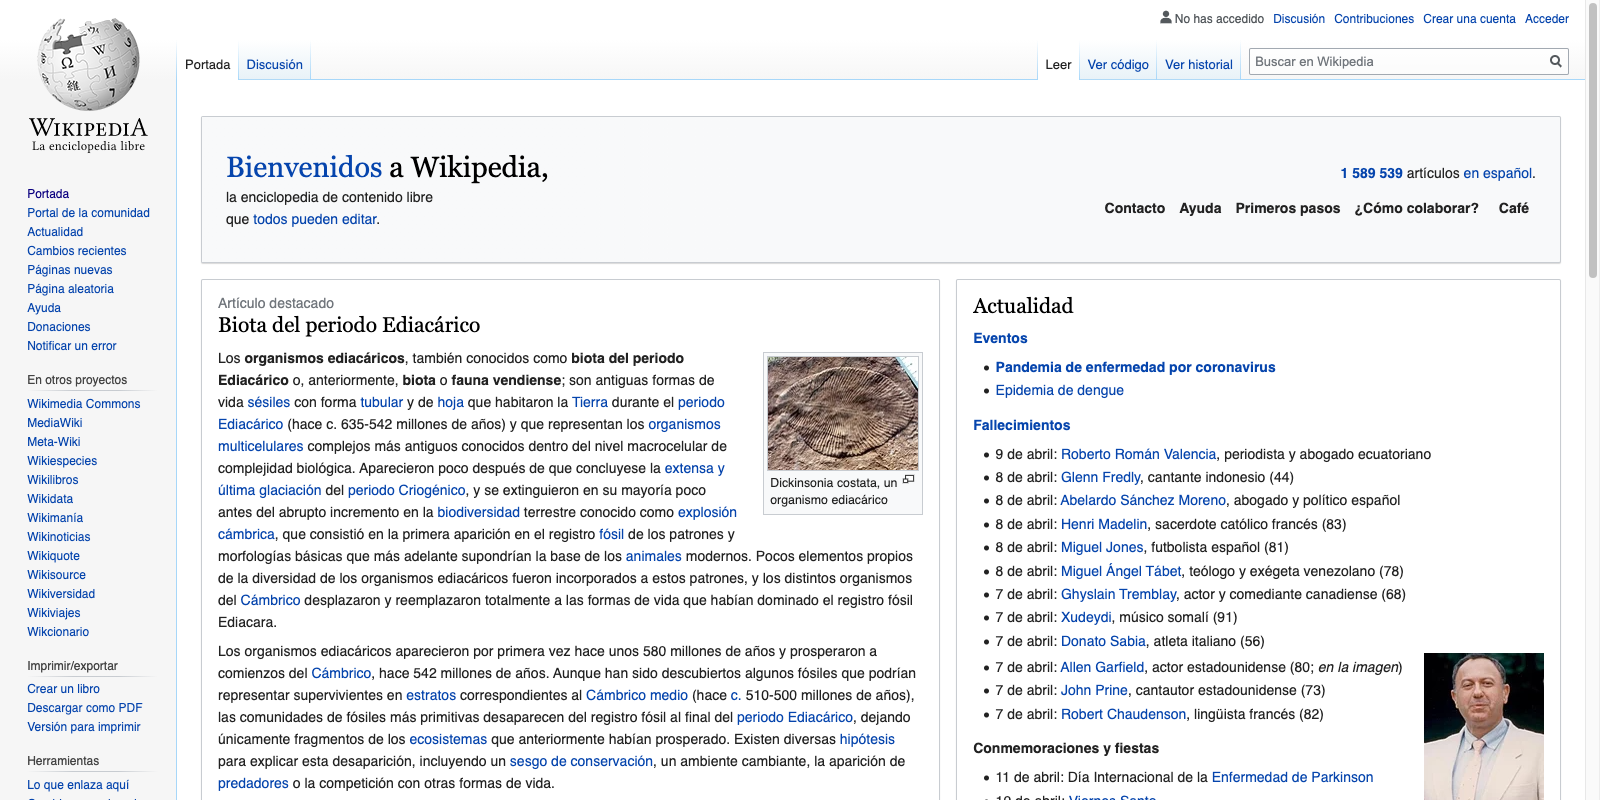 No has accedido Discusión Contribuciones Crear una cuenta Acceder
Portada Discusión Leer Ver código Ver historial Buscar en Wikipedia
WIKIPEDIA
La enciclopedia libre
Portada
Portal de la comunidad
Actualidad
Cambios recientes
Páginas nuevas
Página aleatoria
Ayuda
Donaciones
Notificar un error
En otros proyectos
Wikimedia Commons
MediaWiki
Meta-Wiki
Wikiespecies
Wikilibros
Wikidata
Wikimanía
Wikinoticias
Wikiquote
Wikisource
Wikiversidad
Wikiviajes
Wikcionario
Imprimir/exportar
Crear un libro
Descargar como PDF
Versión para imprimir
Herramientas
Lo que enlaza aquí
Bienvenidos a Wikipedia,
la enciclopedia de contenido libre
que todos pueden editar.
1 589 539 artículos en español.
Contacto Ayuda Primeros pasos ¿Cómo colaborar? Café
Artículo destacado
Biota del periodo Ediacárico
Los organismos ediacáricos, también conocidos como biota del periodo
Ediacárico o, anteriormente, biota o fauna vendiense; son antiguas formas de
vida sésiles con forma tubular y de hoja que habitaron la Tierra durante el periodo
Ediacárico (hace c. 635-542 millones de años) y que representan los organismos
multicelulares complejos más antiguos conocidos dentro del nivel macrocelular de
complejidad biológica. Aparecieron poco después de que concluyese la extensa y
última glaciación del periodo Criogénico, y se extinguieron en su mayoría poco
antes del abrupto incremento en la biodiversidad terrestre conocido como explosión
cámbrica, que consistió en la primera aparición en el registro fósil de los patrones y
morfologías básicas que más adelante supondrían la base de los animales modernos. Pocos elementos propios
de la diversidad de los organismos ediacáricos fueron incorporados a estos patrones, y los distintos organismos
del Cámbrico desplazaron y reemplazaron totalmente a las formas de vida que habían dominado el registro fósil
Ediacara.
Dickinsonia costata, un
organismo ediacárico
Los organismos ediacáricos aparecieron por primera vez hace unos 580 millones de años y prosperaron a
comienzos del Cámbrico, hace 542 millones de años. Aunque han sido descubiertos algunos fósiles que podrían
representar supervivientes en estratos correspondientes al Cámbrico medio (hace c. 510-500 millones de años),
las comunidades de fósiles más primitivas desaparecen del registro fósil al final del periodo Ediacárico, dejando
únicamente fragmentos de los ecosistemas que anteriormente habían prosperado. Existen diversas hipótesis
para explicar esta desaparición, incluyendo un sesgo de conservación, un ambiente cambiante, la aparición de
predadores o la competición con otras formas de vida.
Actualidad
Eventos
Pandemia de enfermedad por coronavirus
Epidemia de dengue
Fallecimientos
9 de abril: Roberto Román Valencia, periodista y abogado ecuatoriano
8 de abril: Glenn Fredly, cantante indonesio (44)
8 de abril: Abelardo Sánchez Moreno, abogado y político español
8 de abril: Henri Madelin, sacerdote católico francés (83)
8 de abril: Miguel Jones, futbolista español (81)
8 de abril: Miguel Ángel Tábet, teólogo y exégeta venezolano (78)
7 de abril: Ghyslain Tremblay, actor y comediante canadiense (68)
7 de abril: Xudeydi, músico somalí (91)
7 de abril: Donato Sabia, atleta italiano (56)
7 de abril: Allen Garfield, actor estadounidense (80; en la imagen)
7 de abril: John Prine, cantautor estadounidense (73)
7 de abril: Robert Chaudenson, lingüista francés (82)
Conmemoraciones y fiestas
11 de abril: Día Internacional de la Enfermedad de Parkinson